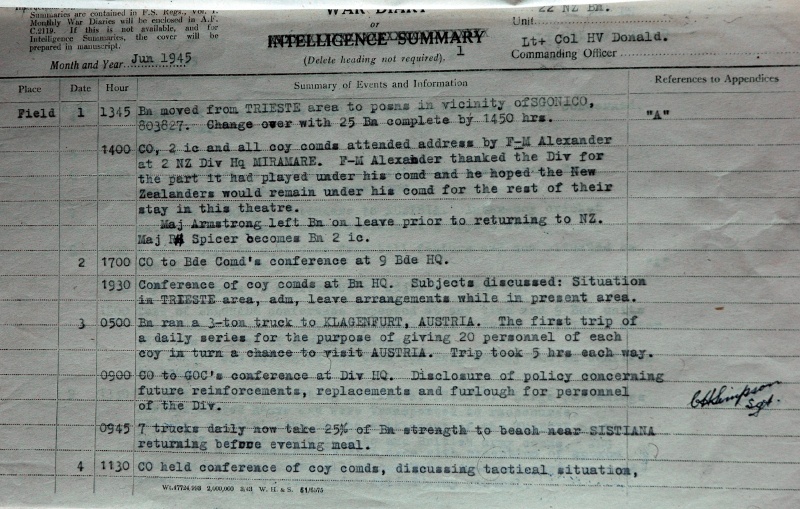 Summaries are contained in F.S. Regs., Vol. I.
Monthly War Diaries will be enclosed in A.F.
C.2119. If this is not available, and for
Intelligence Summaries, the cover will be
prepared in manuscript.
Month and Year Jun 1945
WAR DIARY
or
INTELLIGENCE SUMMARY
(Delete heading not required).
1
Unit 22 NZ Bn.
Lt+ Col HV Donald.
Commanding Officer
Place Date Hour Summary of Events and Information References to Appendices
Field 1 1345 Bn moved from TRIESTE area to posns in vicinity ofSGONICO, "A"
803827. Change over with 25 Bn complete by 1450 hrs.
1400 CO, 2 ic and all coy comds attended address by F-M Alexander
at 2 NZ Div Hq MIRAMARE. F-M Alexander thanked the Div for
the part it had played under his comd and he hoped the New
Zealanders would remain under his comd for the rest of their
stay in this theatre.
Maj Armstrong left Bn on leave prior to returning to NZ.
Maj Spicer becomes Bn 2 ic.
2 1700 CO to Bde Comd's conference at 9 Bde HQ.
1930 Conference of coy comds at Bn HQ. Subjects discussed: Situation
in TRIESTE area, adm, leave arrangements while in present area.
3 0500 Bn ran a 3-ton truck to KLAGENFURT, AUSTRIA. The first trip of
a daily series for the purpose of giving 20 personnel of each
coy in turn a chance to visit AUSTRIA. Trip took 5 hrs each way.
0900 CO to GOC's conference at Div HQ. Disclosure of policy concerning
future reinforcements, replacements and furlough for personnel
of the Div.
Simpson
Sgt.
0945 7 trucks daily now take 25% of Bn strength to beach near SISTIANA
returning before evening meal.
4 1130 CO held conference of coy comds, discussing tactical situation,
Wt.47724.993 2,000,000 W. H. & S. 51/6375